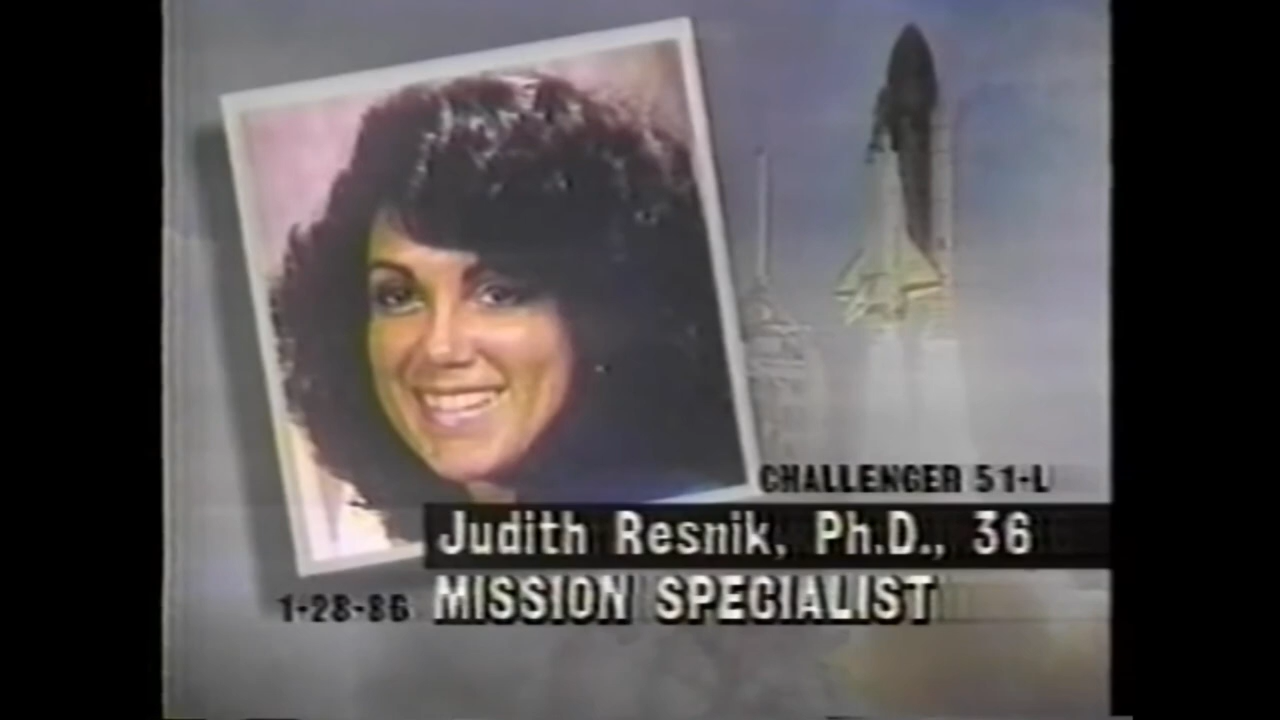 CHALLENGER 51-L
Judith Resnik, Ph.D., 36
1-28-86 MISSION SPECIALIST